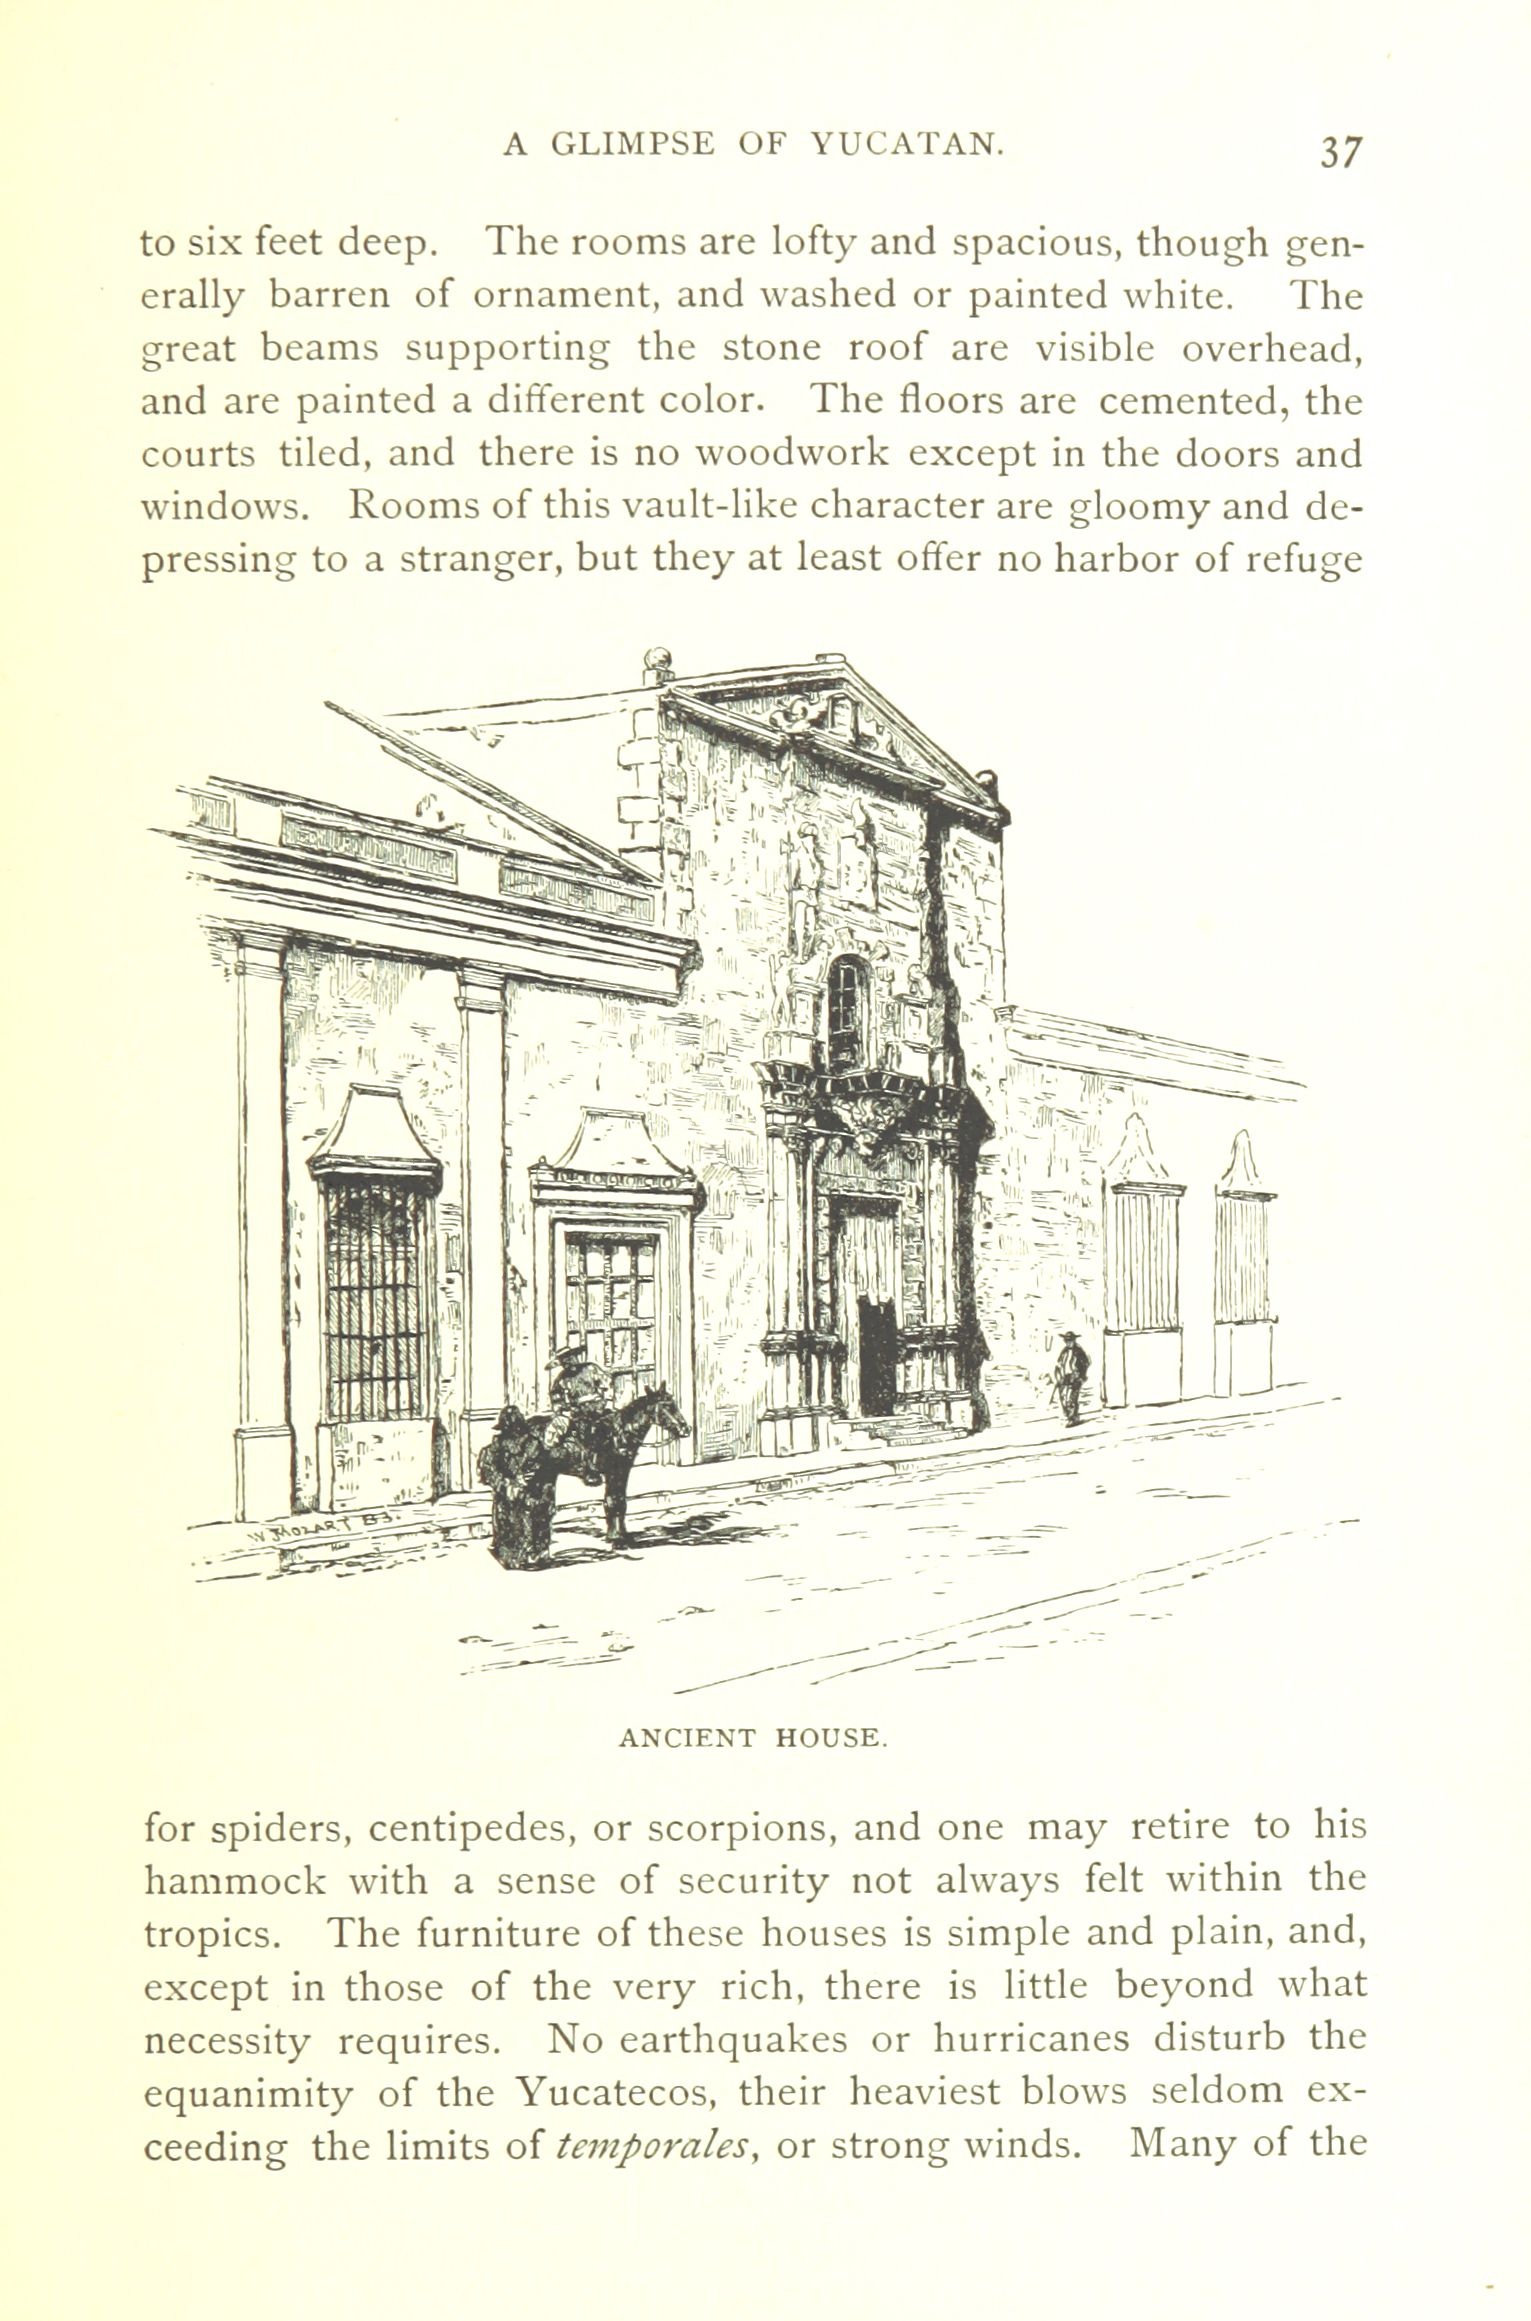 A GLIMPSE OF YUCATAN.
37
to six feet deep. The rooms are lofty and spacious, though gen-
erally barren of ornament, and washed or painted white. The
great beams supporting the stone roof are visible overhead,
and are painted a different color. The floors are cemented, the
courts tiled, and there is no woodwork except in the doors and
windows. Rooms of this vault-like character are gloomy and de-
pressing to a stranger, but they at least offer no harbor of refuge
W. MOZART 83.
ANCIENT HOUSE.
for spiders, centipedes, or scorpions, and one may retire to his
hammock with a sense of security not always felt within the
tropics. The furniture of these houses is simple and plain, and,
except in those of the very rich, there is little beyond what
necessity requires. No earthquakes or hurricanes disturb the
equanimity of the Yucatecos, their heaviest blows seldom ex-
ceeding the limits of temporales, or strong winds. Many of the